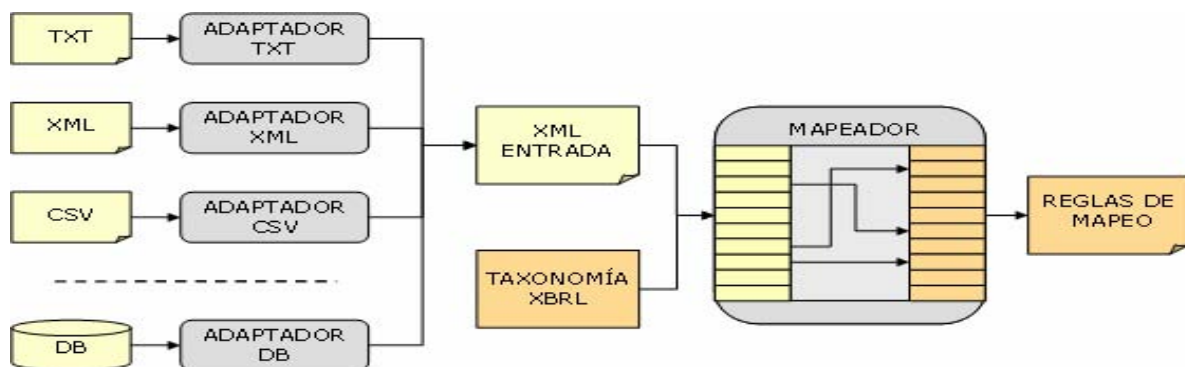 TXT
ADAPTADOR
TXT
XML
ADAPTADOR
XML
CSV
ADAPTADOR
CSV
DB
ADAPTADOR
DB
XML
ENTRADA
TAXONOMÍA
XBRL
MAPEADOR
REGLAS DE
MAPEO